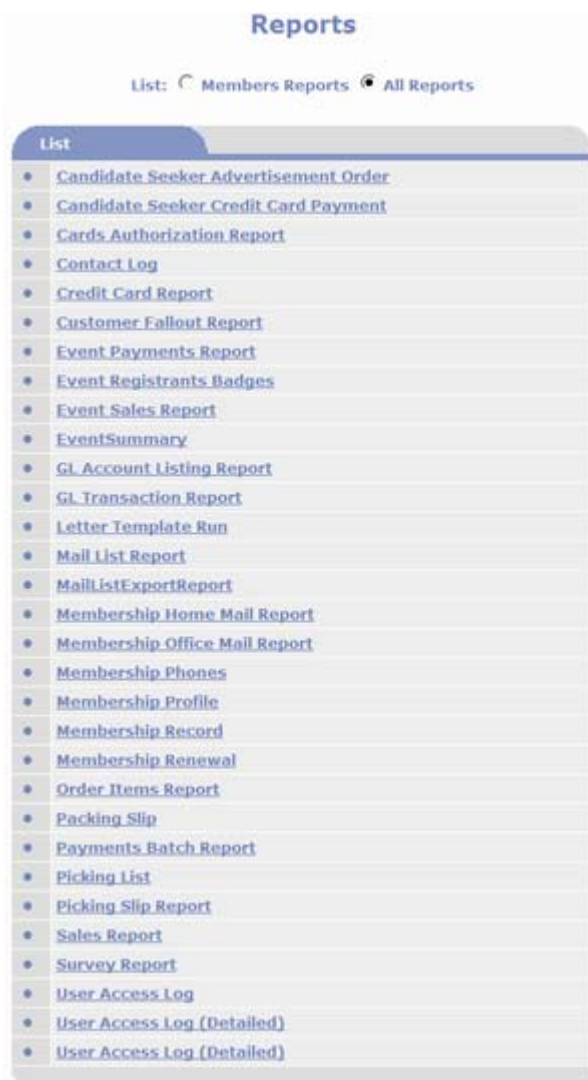 Reports
List: Members Reports All Reports
List
Candidate Seeker Advertisement Order
Candidate Seeker Credit Card Payment
Cards Authorization Report
Contact Log
Credit Card Report
Customer Fallout Report
Event Payments Report
Event Registrants Badges
Event Sales Report
EventSummary
GL Account Listing Report
GL Transaction Report
Letter Template Run
Mail List Report
MailListExportReport
Membership Home Mail Report
Membership Office Mail Report
Membership Phones
Membership Profile
Membership Record
Membership Renewal
Order Items Report
Packing Slip
Payments Batch Report
Picking List
Picking Slip Report
Sales Report
Survey Report
User Access Log
User Access Log (Detailed)
User Access Log (Detailed)